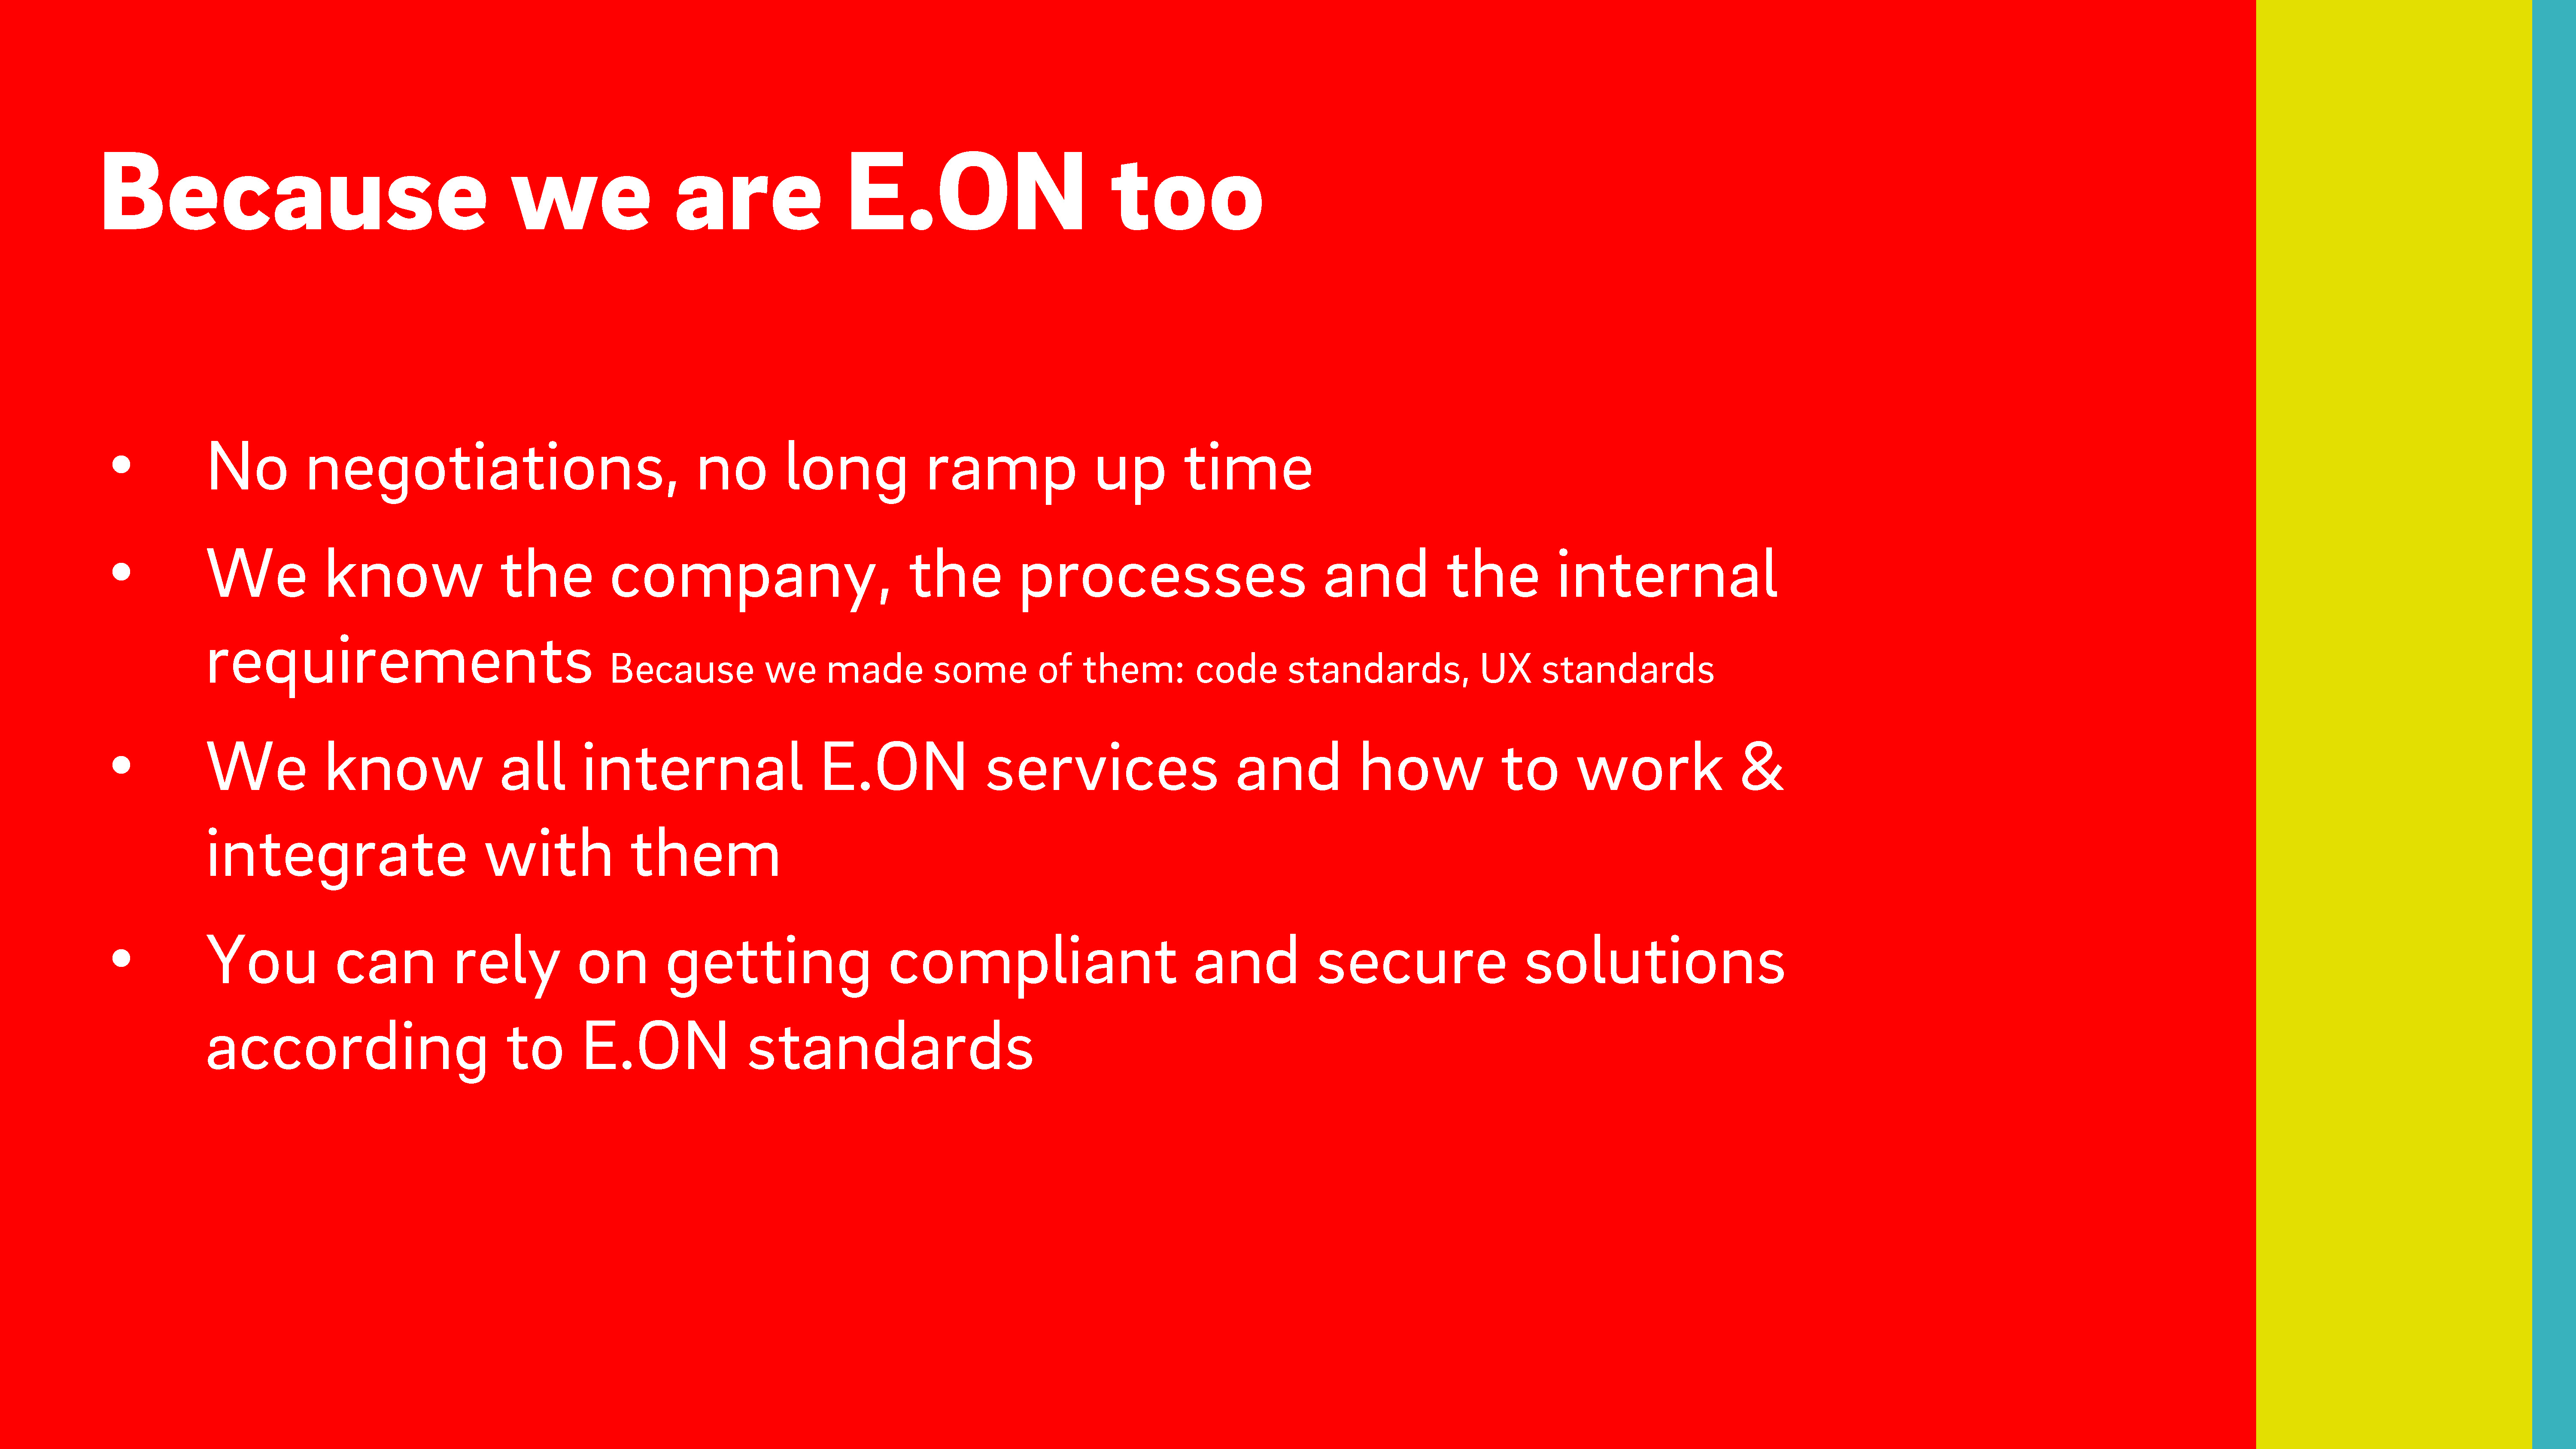 Because we are E.ON too
• No negotiations, no long ramp up time
• We know the company, the processes and the internal
requirements Because we made some of them: code standards, UX standards
• We know all internal E.ON services and how to work &
integrate with them
• You can rely on getting compliant and secure solutions
according to E.ON standards